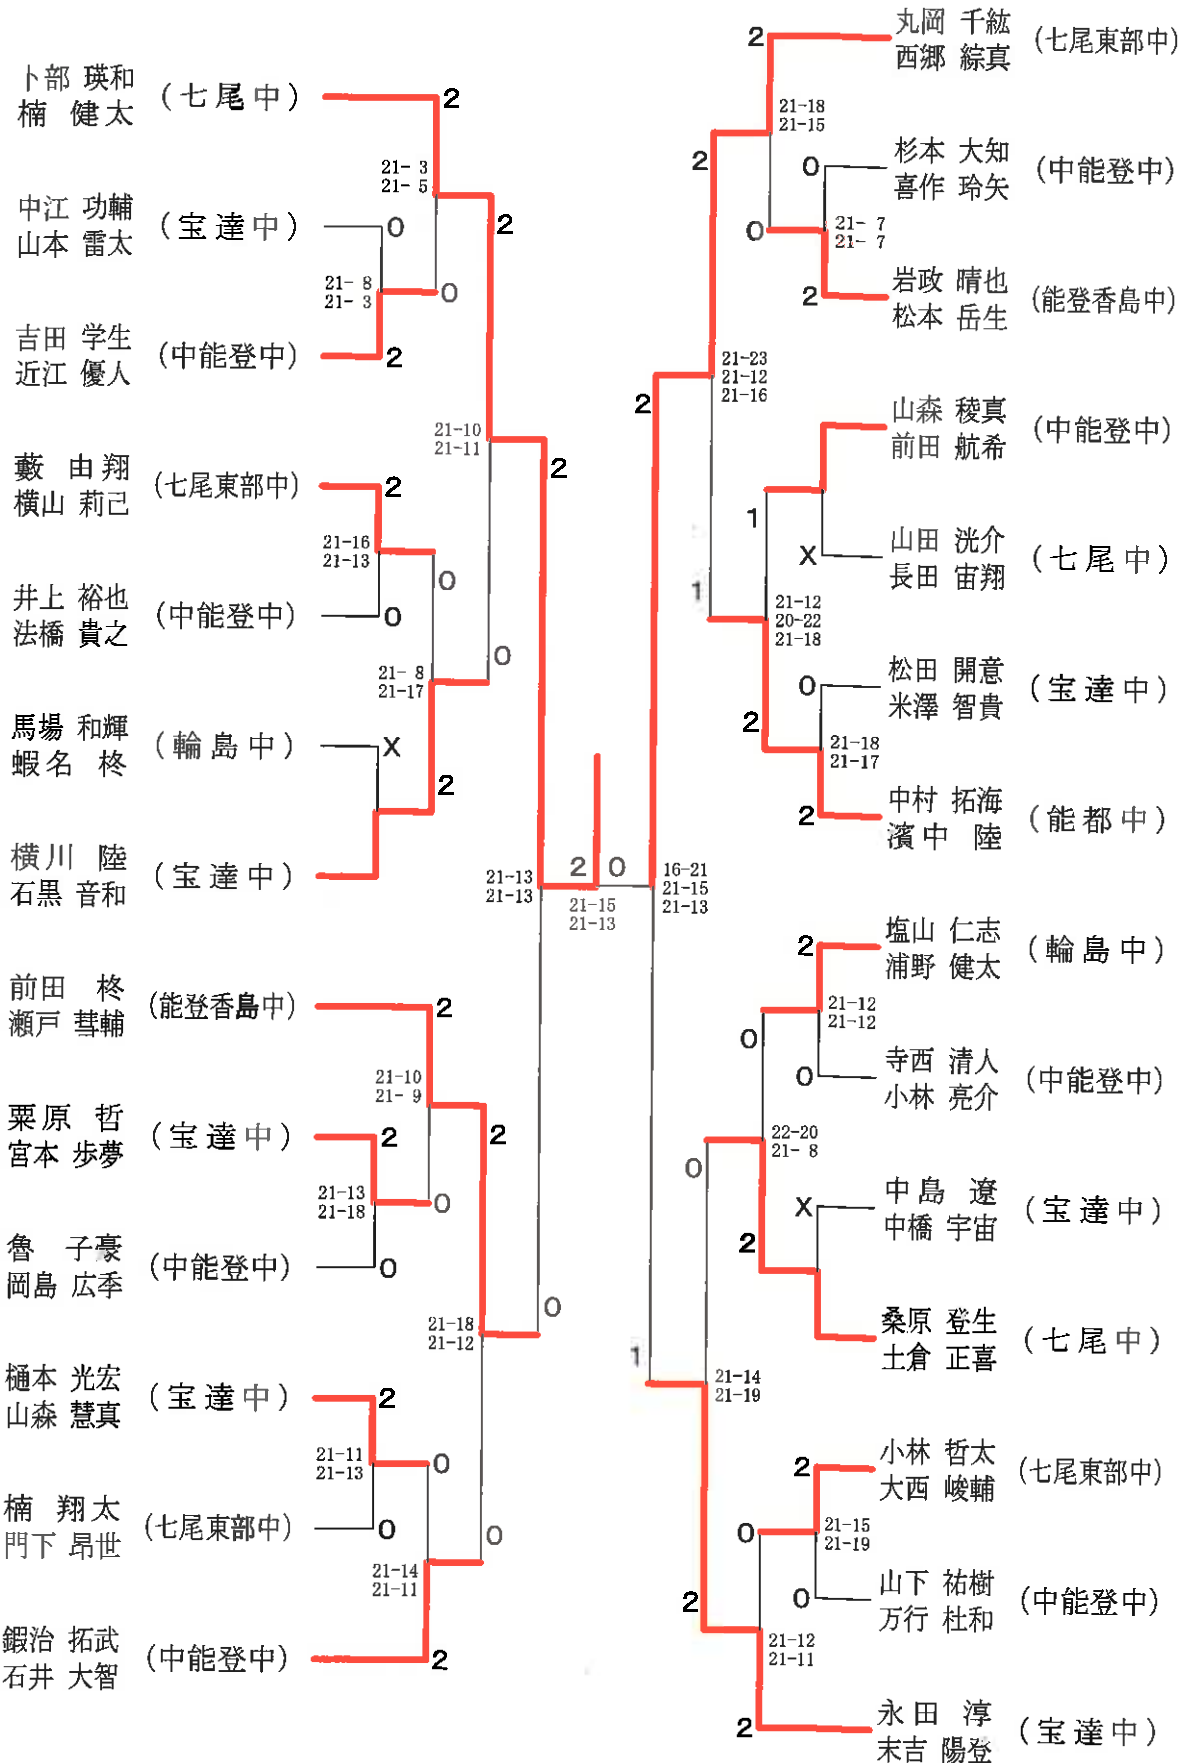 卜部 瑛和
楠 健太
(七尾中)
2
21- 3
21- 5
中江 功輔
山本 雷太
(宝達中)
0
2
21- 8
21- 3
0
吉田 学生
近江 優人
(中能登中)
2
21-10
21-11
2
藪 由翔
横山 莉己
(七尾東部中)
2
21-16
21-13
0
井上 裕也
法橋 貴之
(中能登中)
0
0
21- 8
21-17
馬場 和輝
蝦名 柊
(輪島中)
X
2
横川 陸
石黒 音和
(宝達中)
21-13
21-13
2
0
21-15
21-13
前田 柊
瀬戸 彗輔
(能登香島中)
2
21-10
21- 9
粟原 哲
宮本 歩夢
(宝達中)
2
2
21-13
21-18
0
魯 子豪
岡島 広季
(中能登中)
0
0
21-18
21-12
樋本 光宏
山森 慧真
(宝達中)
2
21-11
21-13
0
楠 翔太
門下 昂世
(七尾東部中)
0
0
21-14
21-11
鍜治 拓武
石井 大智
(中能登中)
2
2
丸岡 千紘
西郷 綜真
(七尾東部中)
21-18
21-15
2
0
杉本 大知
喜作 玲矢
(中能登中)
0
21- 7
21- 7
2
岩政 晴也
松本 岳生
(能登香島中)
21-23
21-12
21-16
2
山森 稜真
前田 航希
(中能登中)
1
X
山田 洸介
長田 宙翔
(七尾中)
1
21-12
20-22
21-18
0
松田 開意
米澤 智貴
(宝達中)
2
21-18
21-17
2
中村 拓海
濱中 陸
(能都中)
16-21
21-15
21-13
2
塩山 仁志
浦野 健太
(輪島中)
21-12
21-12
0
0
寺西 清人
小林 亮介
(中能登中)
22-20
21- 8
0
X
中島 遼
中橋 宇宙
(宝達中)
2
桑原 登生
土倉 正喜
(七尾中)
1
21-14
21-19
2
小林 哲太
大西 峻輔
(七尾東部中)
0
21-15
21-19
2
0
山下 祐樹
万行 杜和
(中能登中)
21-12
21-11
2
永田 淳
末吉 陽登
(宝達中)